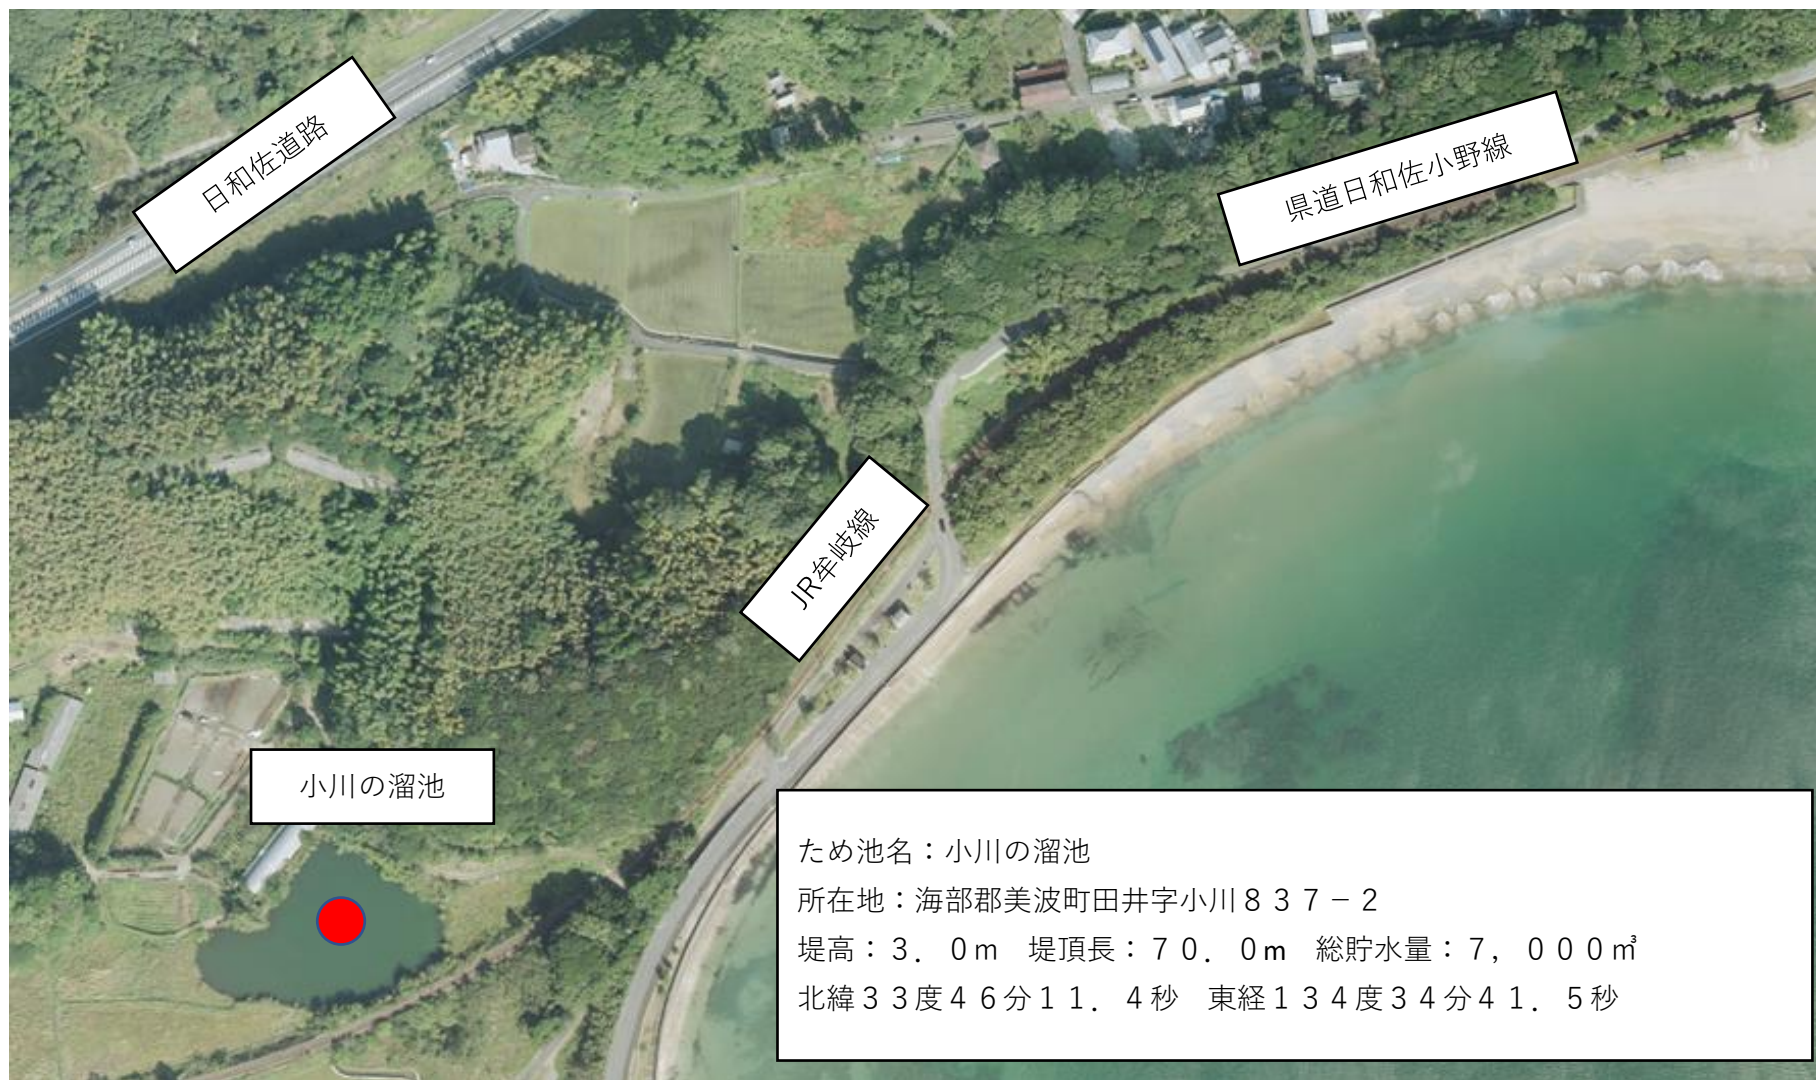 日和佐道路
県道日和佐小野線
JR牟岐線
小川の溜池
ため池名：小川の溜池
所在地：海部郡美波町田井字小川８３７－２
堤高：３．０ｍ　堤頂長：７０．０m　総貯水量：７，０００㎥
北緯３３度４６分１１．４秒　東経１３４度３４分４１．５秒